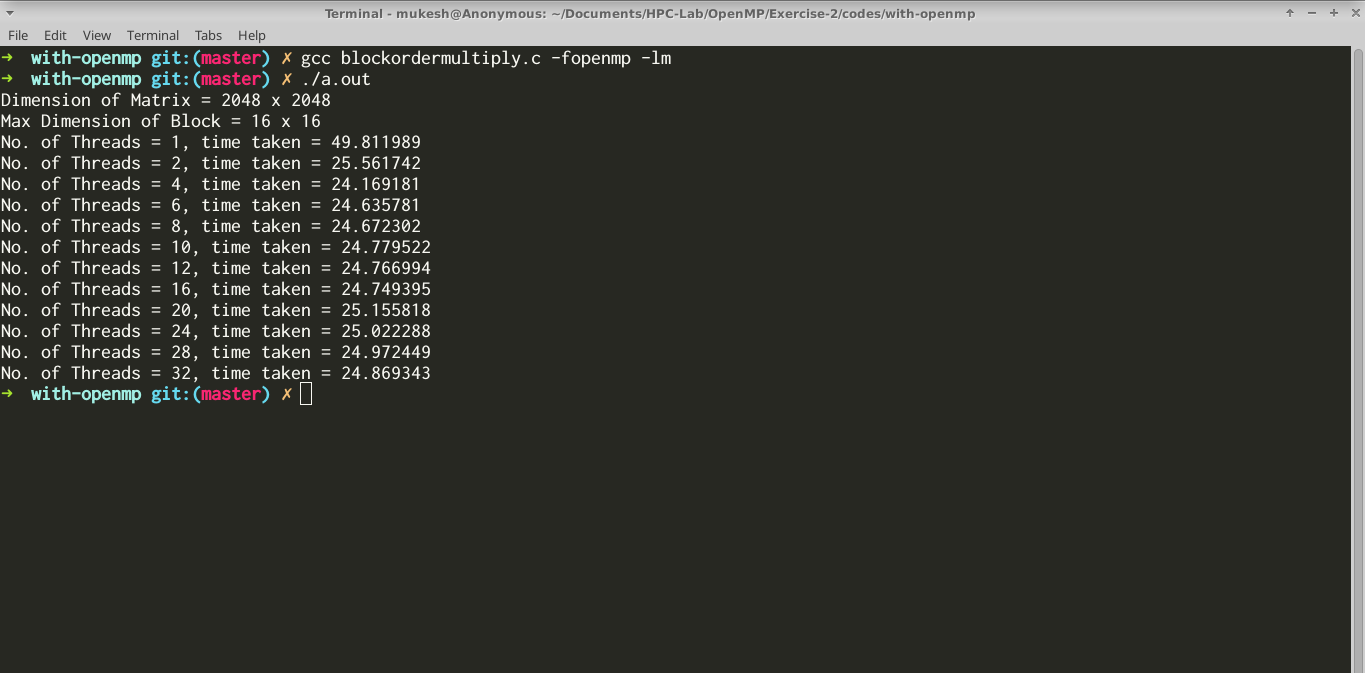 Terminal - mukesh@Anonymous: ~/Documents/HPC-Lab/OpenMP/Exercise-2/codes/with-openmp
File Edit View Terminal Tabs Help
→ with-openmp git:(master) ✗ gcc blockordermultiply.c -fopenmp -lm
→ with-openmp git:(master) ✗ ./a.out
Dimension of Matrix = 2048 x 2048
Max Dimension of Block = 16 x 16
No. of Threads = 1, time taken = 49.811989
No. of Threads = 2, time taken = 25.561742
No. of Threads = 4, time taken = 24.169181
No. of Threads = 6, time taken = 24.635781
No. of Threads = 8, time taken = 24.672302
No. of Threads = 10, time taken = 24.779522
No. of Threads = 12, time taken = 24.766994
No. of Threads = 16, time taken = 24.749395
No. of Threads = 20, time taken = 25.155818
No. of Threads = 24, time taken = 25.022288
No. of Threads = 28, time taken = 24.972449
No. of Threads = 32, time taken = 24.869343
→ with-openmp git:(master) ✗